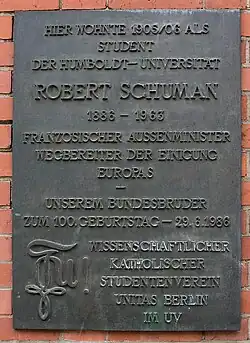 HIER WOHNTE 1905/06 ALS
STUDENT
DER HUMBOLDT-UNIVERSITÄT
ROBERT SCHUMAN
1886 - 1963
FRANZÖSISCHER AUSSENMINISTER
WEGBEREITER DER EINIGUNG
EUROPAS
—
UNSEREM BUNDESBRUDER
ZUM 100. GEBURTSTAG - 29.6.1986
WISSENSCHAFTLICHER
KATHOLISCHER
STUDENTENVEREIN
UNITAS BERLIN
IM UV